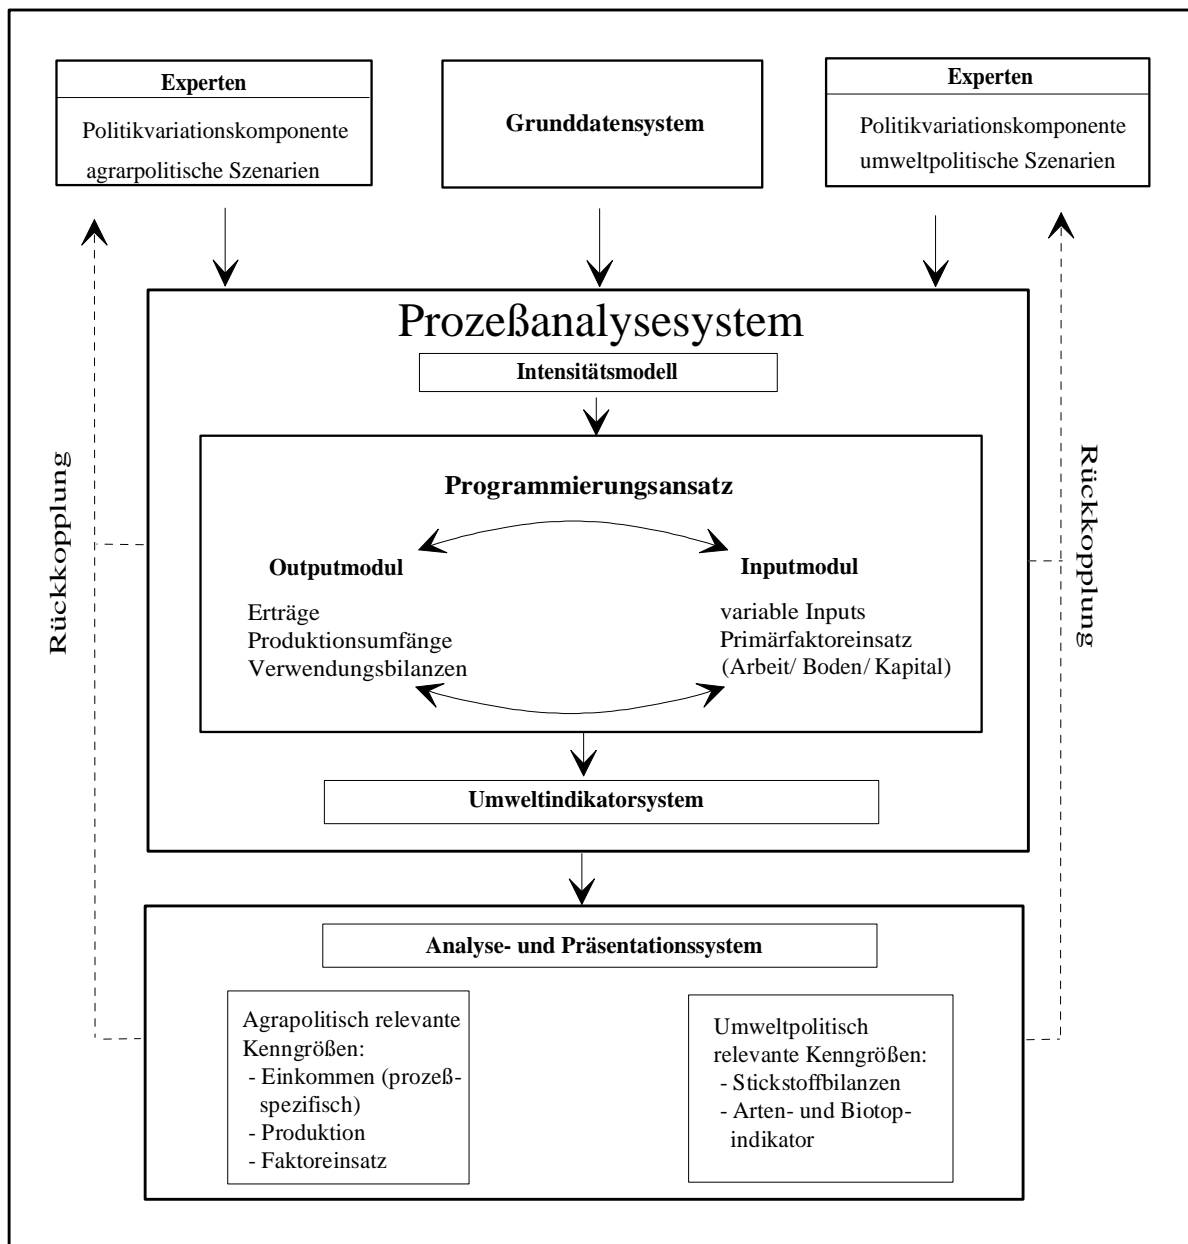 Experten
Politikvariationskomponente
agrarpolitische Szenarien
Grunddatensystem
Experten
Politikvariationskomponente
umweltpolitische Szenarien
Prozeßanalysesystem
Intensitätsmodell
Programmierungsansatz
Outputmodul
Erträge
Produktionsumfänge
Verwendungsbilanzen
Inputmodul
variable Inputs
Primärfaktoreinsatz
(Arbeit/ Boden/ Kapital)
Umweltindikatorsystem
Rückkopplung
Rückkopplung
Analyse- und Präsentationssystem
Agrapolitisch relevante
Kenngrößen:
- Einkommen (prozeß-
spezifisch)
- Produktion
- Faktoreinsatz
Umweltpolitisch
relevante Kenngrößen:
- Stickstoffbilanzen
- Arten- und Biotop-
indikator